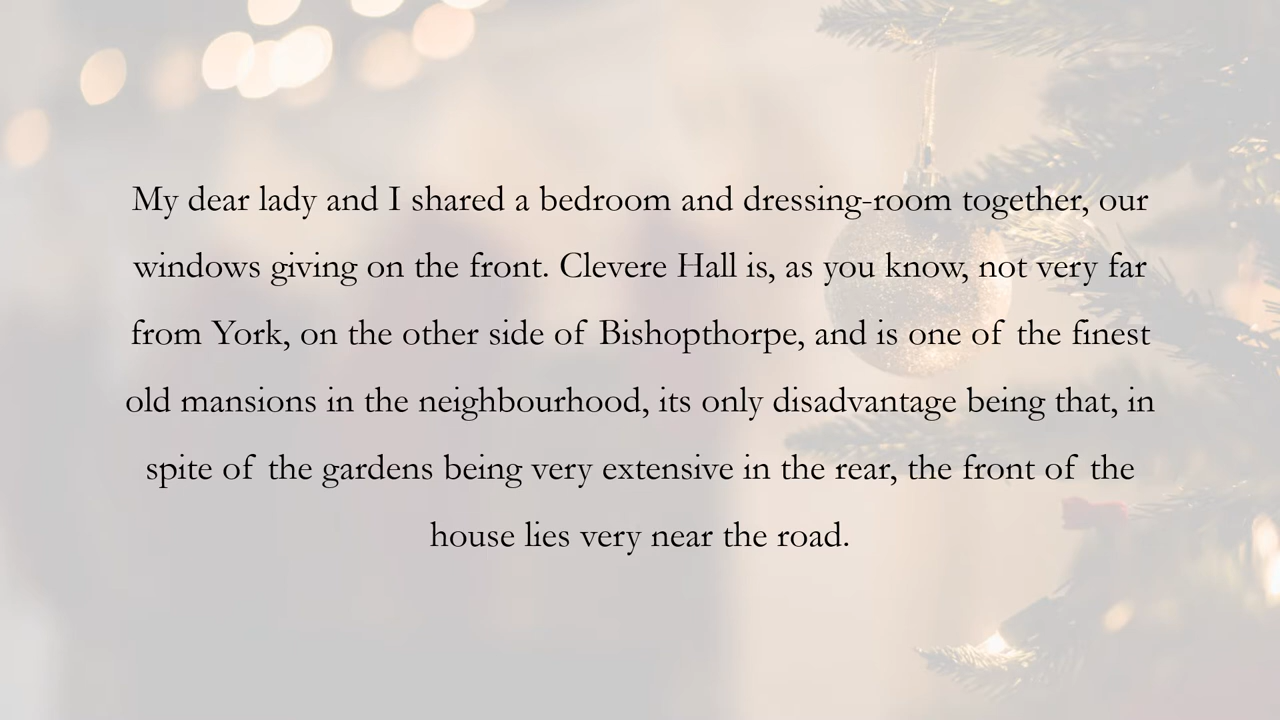 My dear lady and I shared a bedroom and dressing-room together, our
windows giving on the front. Clevere Hall is, as you know, not very far
from York, on the other side of Bishopthorpe, and is one of the finest
old mansions in the neighbourhood, its only disadvantage being that, in
spite of the gardens being very extensive in the rear, the front of the
house lies very near the road.